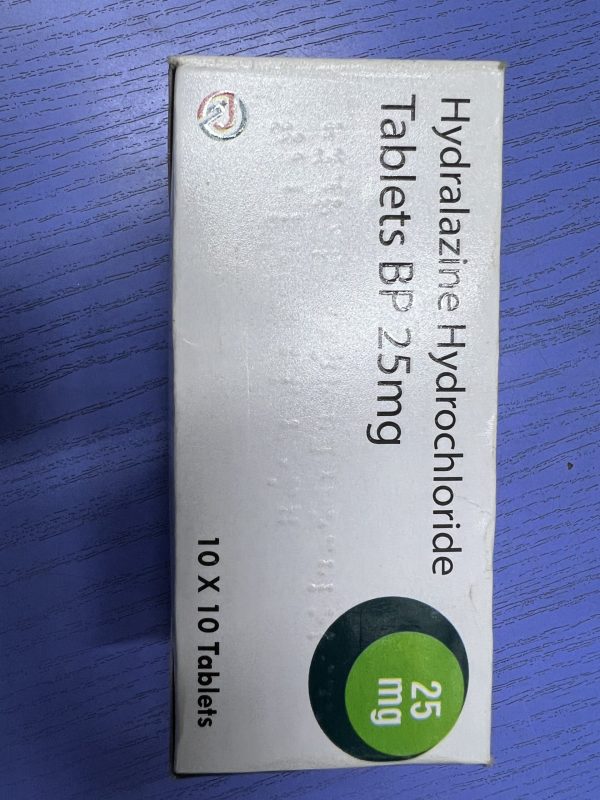 Hydralazine Hydrochloride
Tablets BP 25mg
25
mg
10 X 10 Tablets